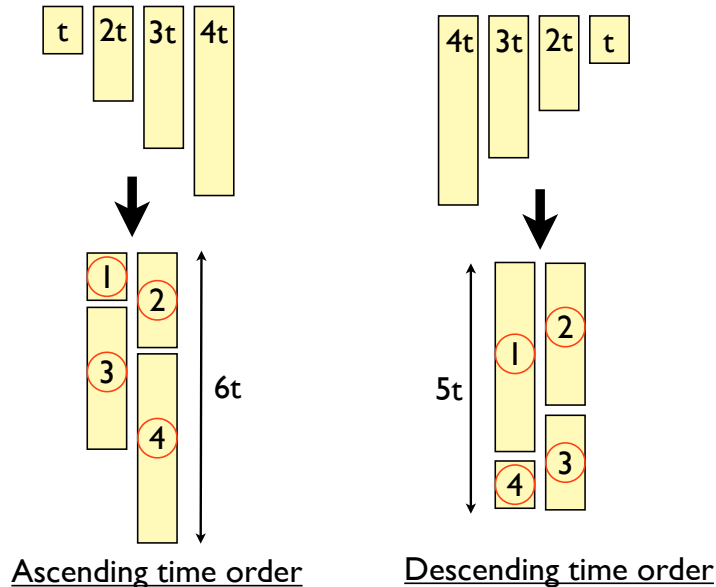 t 2t 3t 4t
4t 3t 2t t
1 2
3
4
6t
1 2
5t
4 3
Ascending time order
Descending time order